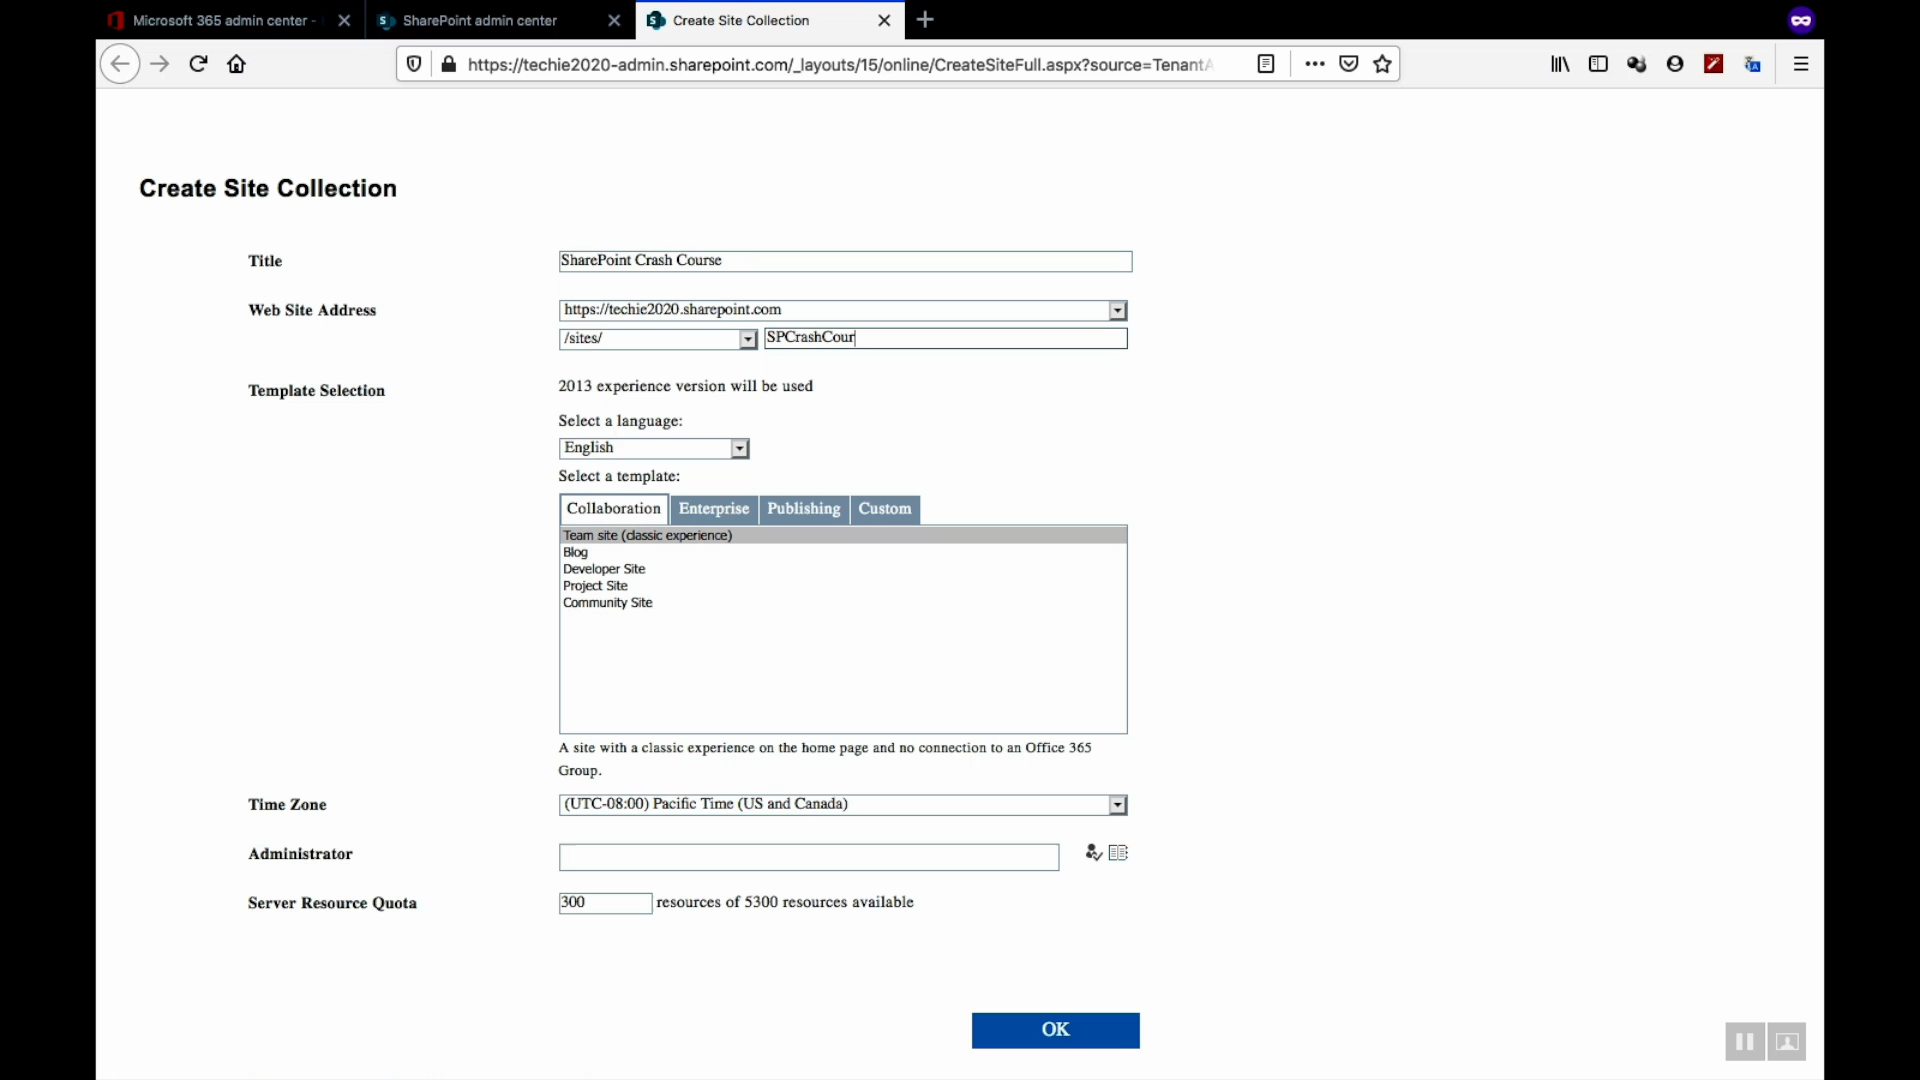 Microsoft 365 admin center -
SharePoint admin center
Create Site Collection
https://techie2020-admin.sharepoint.com/_layouts/15/online/CreateSiteFull.aspx?source=TenantA
Create Site Collection
Title
SharePoint Crash Course
Web Site Address
https://techie2020.sharepoint.com
/sites/
SPCrashCour
Template Selection
2013 experience version will be used
Select a language:
English
Select a template:
Collaboration Enterprise Publishing Custom
Team site (classic experience)
Blog
Developer Site
Project Site
Community Site
A site with a classic experience on the home page and no connection to an Office 365
Group.
Time Zone
(UTC-08:00) Pacific Time (US and Canada)
Administrator
Server Resource Quota
300 resources of 5300 resources available
OK